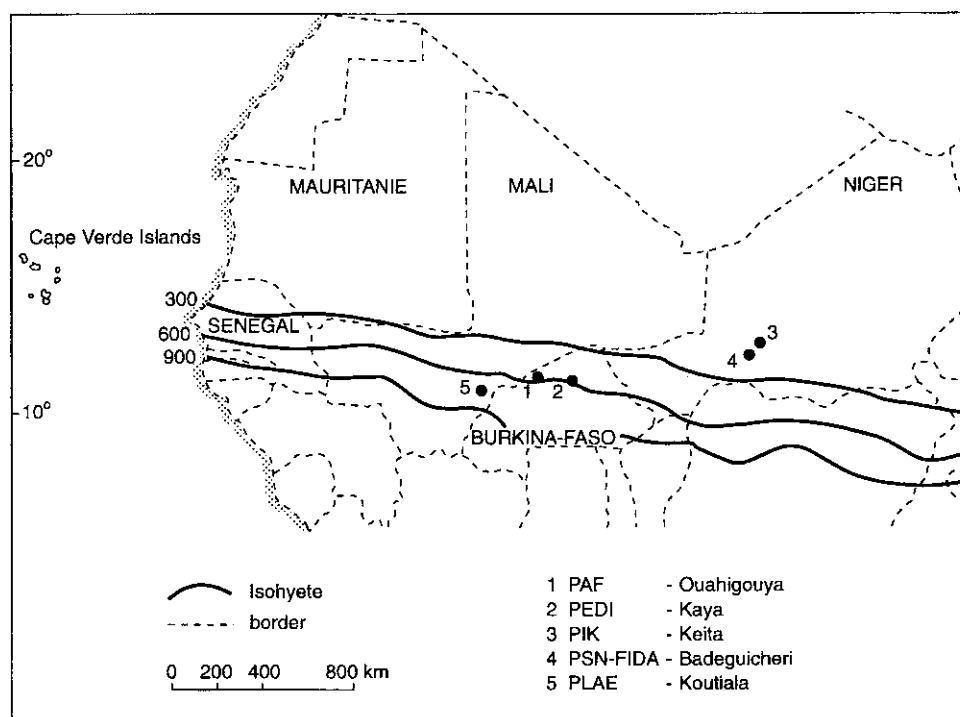 20°
MAURITANIE
MALI
NIGER
Cape Verde Islands
300
SENEGAL
600
900
3
4
5
1
2
10°
BURKINA-FASO
Isohyete
border
0 200 400 800 km
1 PAF - Ouahigouya
2 PEDI - Kaya
3 PIK - Keita
4 PSN-FIDA - Badeguicheri
5 PLAE - Koutiala